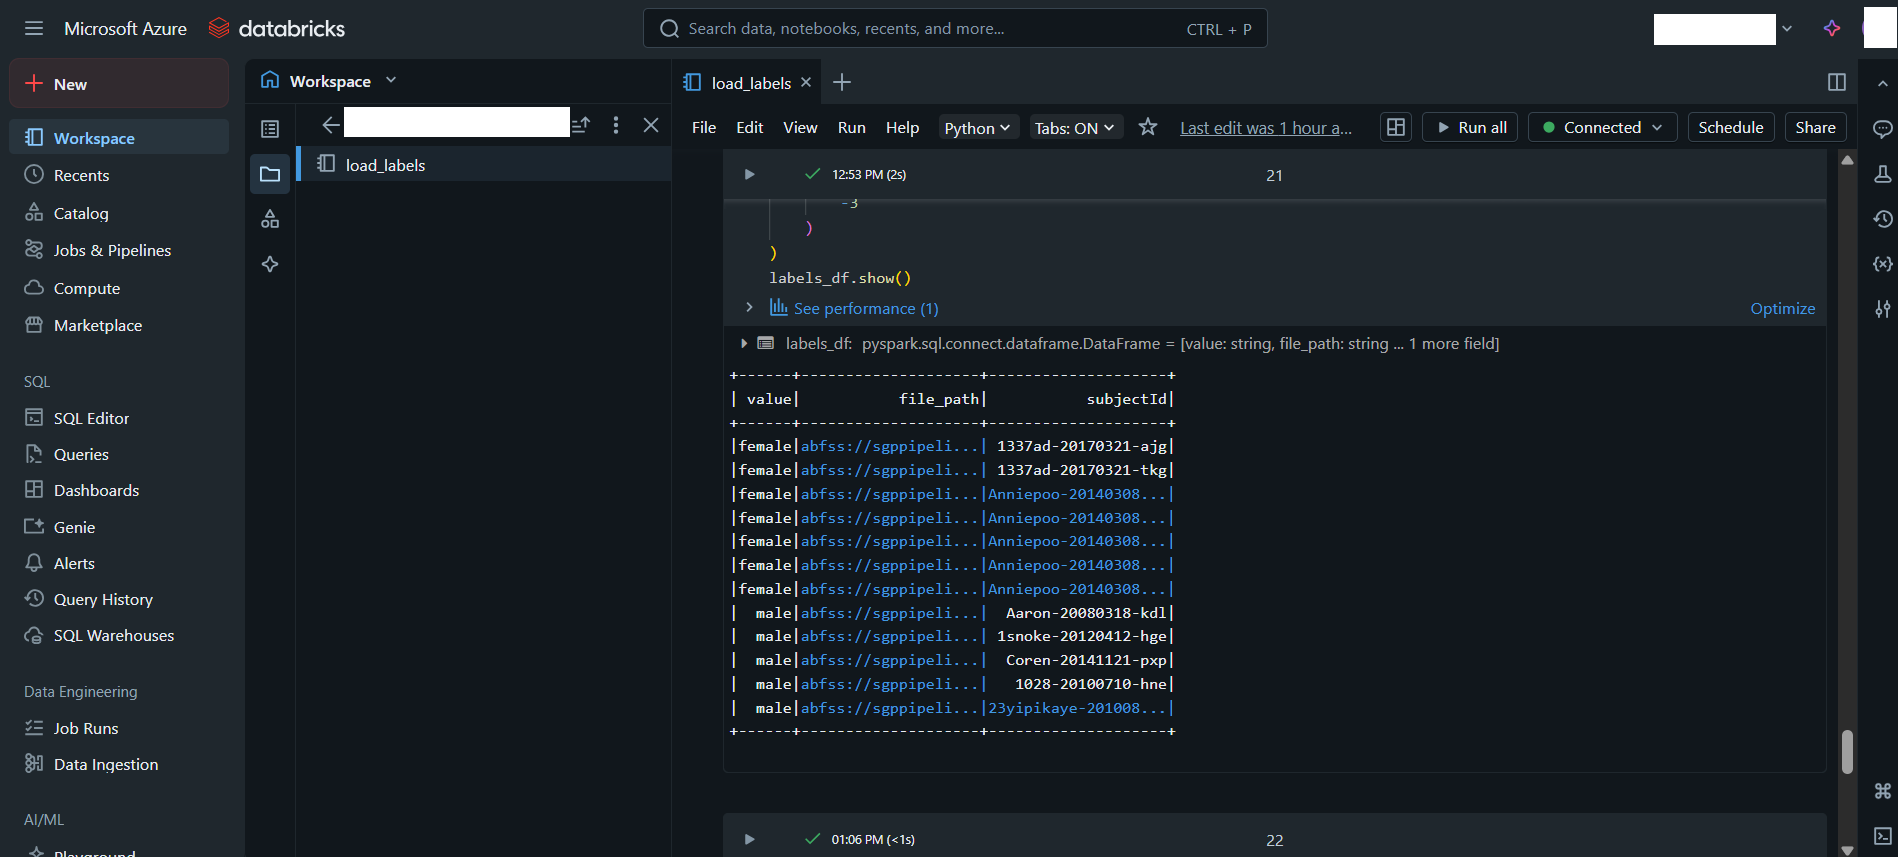 Microsoft Azure databricks
Search data, notebooks, recents, and more... CTRL + P
New
Workspace
Recents
Catalog
Jobs & Pipelines
Compute
Marketplace
SQL
SQL Editor
Queries
Dashboards
Genie
Alerts
Query History
SQL Warehouses
Data Engineering
Job Runs
Data Ingestion
AI/ML
Playground
Workspace
load_labels
load_labels
File Edit View Run Help Python Tabs: ON Last edit was 1 hour a... Run all Connected Schedule Share
12:53 PM (2s) 21
-3
)
)
labels_df.show()
See performance (1) Optimize
labels_df: pyspark.sql.connect.dataframe.DataFrame = [value: string, file_path: string ... 1 more field]
+------+--------------------+--------------------+
| value|           file_path|           subjectId|
+------+--------------------+--------------------+
|female|abfss://sgppipeli...| 1337ad-20170321-ajg|
|female|abfss://sgppipeli...| 1337ad-20170321-tkg|
|female|abfss://sgppipeli...|Anniepoo-20140308...|
|female|abfss://sgppipeli...|Anniepoo-20140308...|
|female|abfss://sgppipeli...|Anniepoo-20140308...|
|female|abfss://sgppipeli...|Anniepoo-20140308...|
|female|abfss://sgppipeli...|Anniepoo-20140308...|
|  male|abfss://sgppipeli...|  Aaron-20080318-kdl|
|  male|abfss://sgppipeli...| 1snoke-20120412-hge|
|  male|abfss://sgppipeli...|  Coren-20141121-pxp|
|  male|abfss://sgppipeli...|   1028-20100710-hne|
|  male|abfss://sgppipeli...|23yipikaye-201008...|
+------+--------------------+--------------------+
01:06 PM (<1s) 22